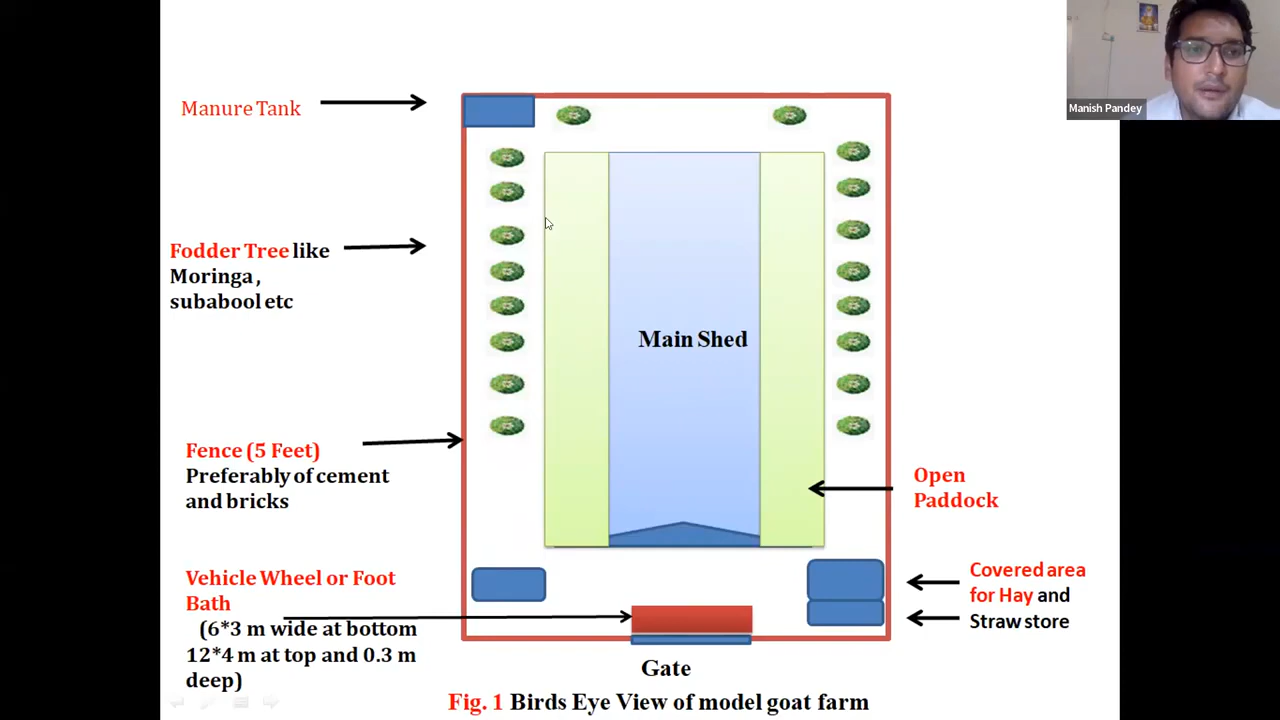 Manish Pandey
Manure Tank
Fodder Tree like
Moringa ,
subabool etc
Main Shed
Fence (5 Feet)
Preferably of cement
and bricks
Open
Paddock
Vehicle Wheel or Foot
Bath
(6*3 m wide at bottom
12*4 m at top and 0.3 m
deep)
Covered area
for Hay and
Straw store
Gate
Fig. 1 Birds Eye View of model goat farm